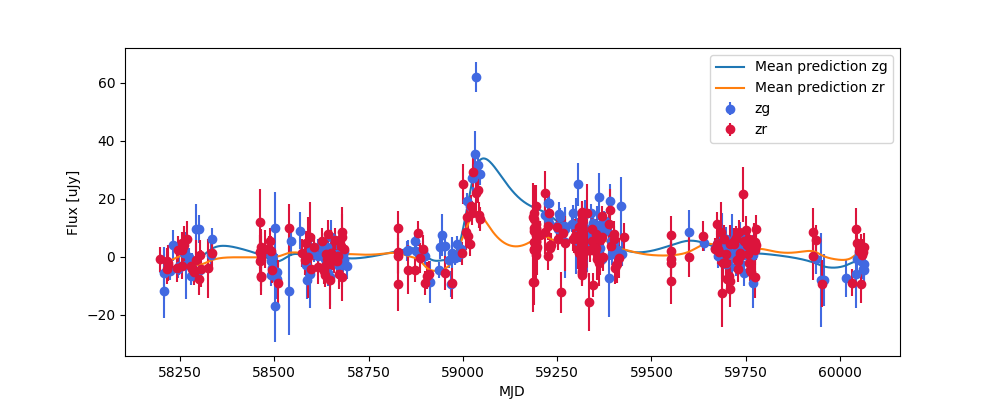 Mean prediction zg
Mean prediction zr
zg
zr
Flux [uJy]
60
40
20
0
−20
58250 58500 58750 59000 59250 59500 59750 60000
MJD